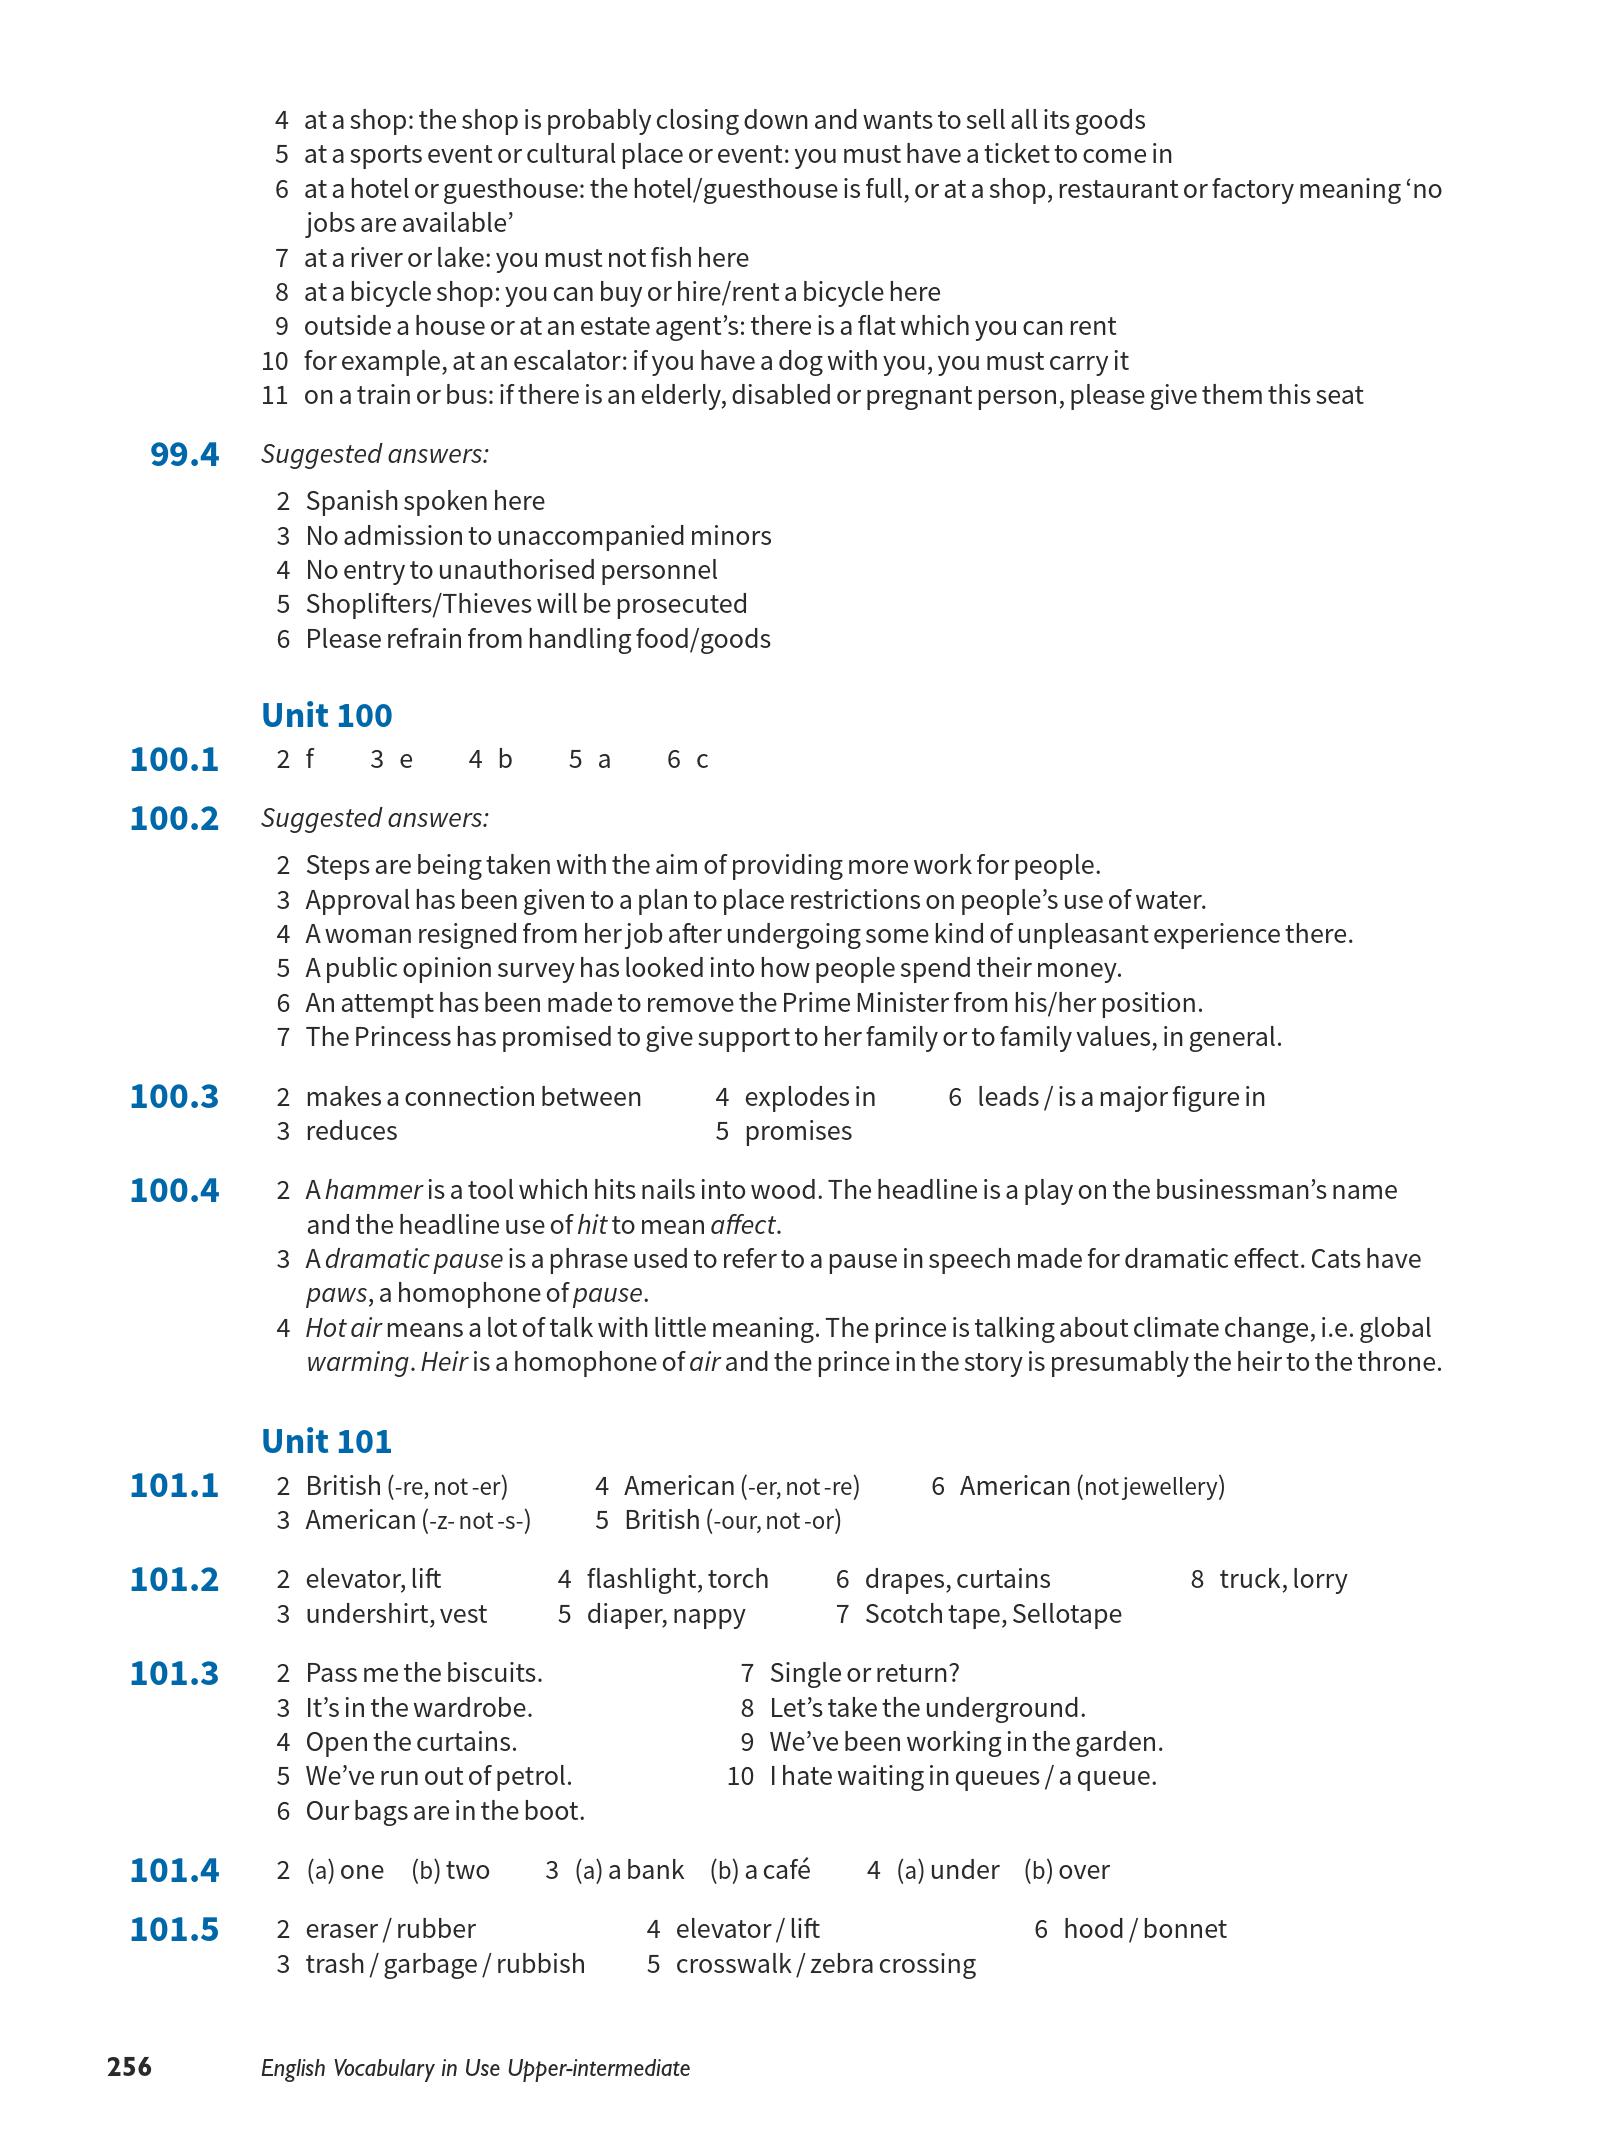 4 at a shop: the shop is probably closing down and wants to sell all its goods
5 at a sports event or cultural place or event: you must have a ticket to come in
6 at a hotel or guesthouse: the hotel/guesthouse is full, or at a shop, restaurant or factory meaning ‘no
jobs are available’
7 at a river or lake: you must not fish here
8 at a bicycle shop: you can buy or hire/rent a bicycle here
9 outside a house or at an estate agent’s: there is a flat which you can rent
10 for example, at an escalator: if you have a dog with you, you must carry it
11 on a train or bus: if there is an elderly, disabled or pregnant person, please give them this seat
99.4 Suggested answers:
2 Spanish spoken here
3 No admission to unaccompanied minors
4 No entry to unauthorised personnel
5 Shoplifters/Thieves will be prosecuted
6 Please refrain from handling food/goods
Unit 100
100.1 2 f 3 e 4 b 5 a 6 c
100.2 Suggested answers:
2 Steps are being taken with the aim of providing more work for people.
3 Approval has been given to a plan to place restrictions on people’s use of water.
4 A woman resigned from her job after undergoing some kind of unpleasant experience there.
5 A public opinion survey has looked into how people spend their money.
6 An attempt has been made to remove the Prime Minister from his/her position.
7 The Princess has promised to give support to her family or to family values, in general.
100.3 2 makes a connection between 4 explodes in 6 leads / is a major figure in
3 reduces 5 promises
100.4 2 A hammer is a tool which hits nails into wood. The headline is a play on the businessman’s name
and the headline use of hit to mean affect.
3 A dramatic pause is a phrase used to refer to a pause in speech made for dramatic effect. Cats have
paws, a homophone of pause.
4 Hot air means a lot of talk with little meaning. The prince is talking about climate change, i.e. global
warming. Heir is a homophone of air and the prince in the story is presumably the heir to the throne.
Unit 101
101.1 2 British (-re, not -er) 4 American (-er, not -re) 6 American (not jewellery)
3 American (-z- not -s-) 5 British (-our, not -or)
101.2 2 elevator, lift 4 flashlight, torch 6 drapes, curtains 8 truck, lorry
3 undershirt, vest 5 diaper, nappy 7 Scotch tape, Sellotape
101.3 2 Pass me the biscuits. 7 Single or return?
3 It’s in the wardrobe. 8 Let’s take the underground.
4 Open the curtains. 9 We’ve been working in the garden.
5 We’ve run out of petrol. 10 I hate waiting in queues / a queue.
6 Our bags are in the boot.
101.4 2 (a) one (b) two 3 (a) a bank (b) a café 4 (a) under (b) over
101.5 2 eraser / rubber 4 elevator / lift 6 hood / bonnet
3 trash / garbage / rubbish 5 crosswalk / zebra crossing
256 English Vocabulary in Use Upper-intermediate